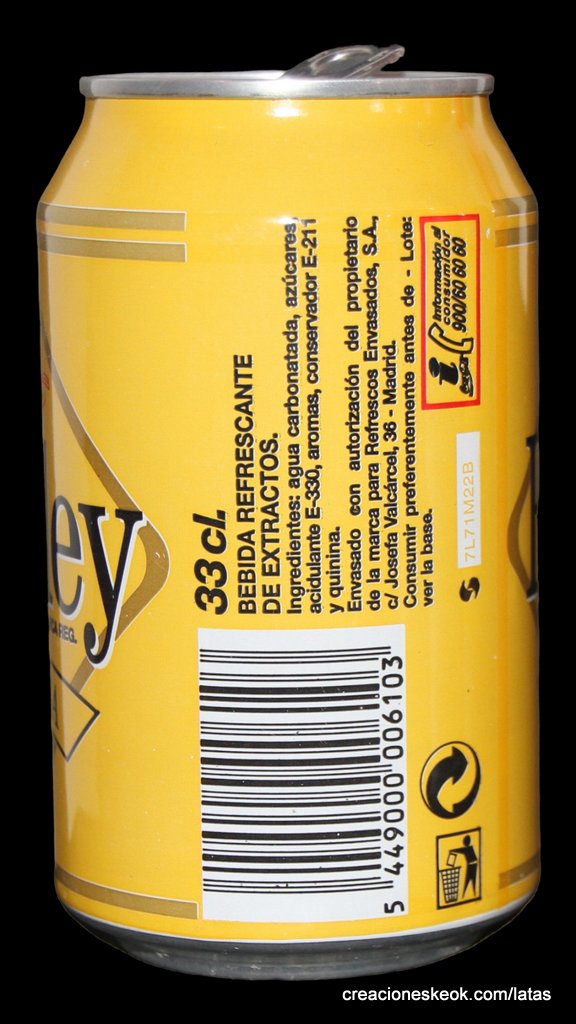 ley
REG.
A
33 cl.
BEBIDA REFRESCANTE
DE EXTRACTOS.
Ingredientes: agua carbonatada, azúcares,
acidulante E-330, aromas, conservador E-211
y quinina.
Envasado con autorización del propietario
de la marca para Refrescos Envasados, S.A.,
c/ Josefa Valcárcel, 36 - Madrid.
Consumir preferentemente antes de - Lote:
ver la base.
i
Información al
consumidor
900/60 60 60
7L71M22B
5 449000 006103
creacioneskeok.com/latas